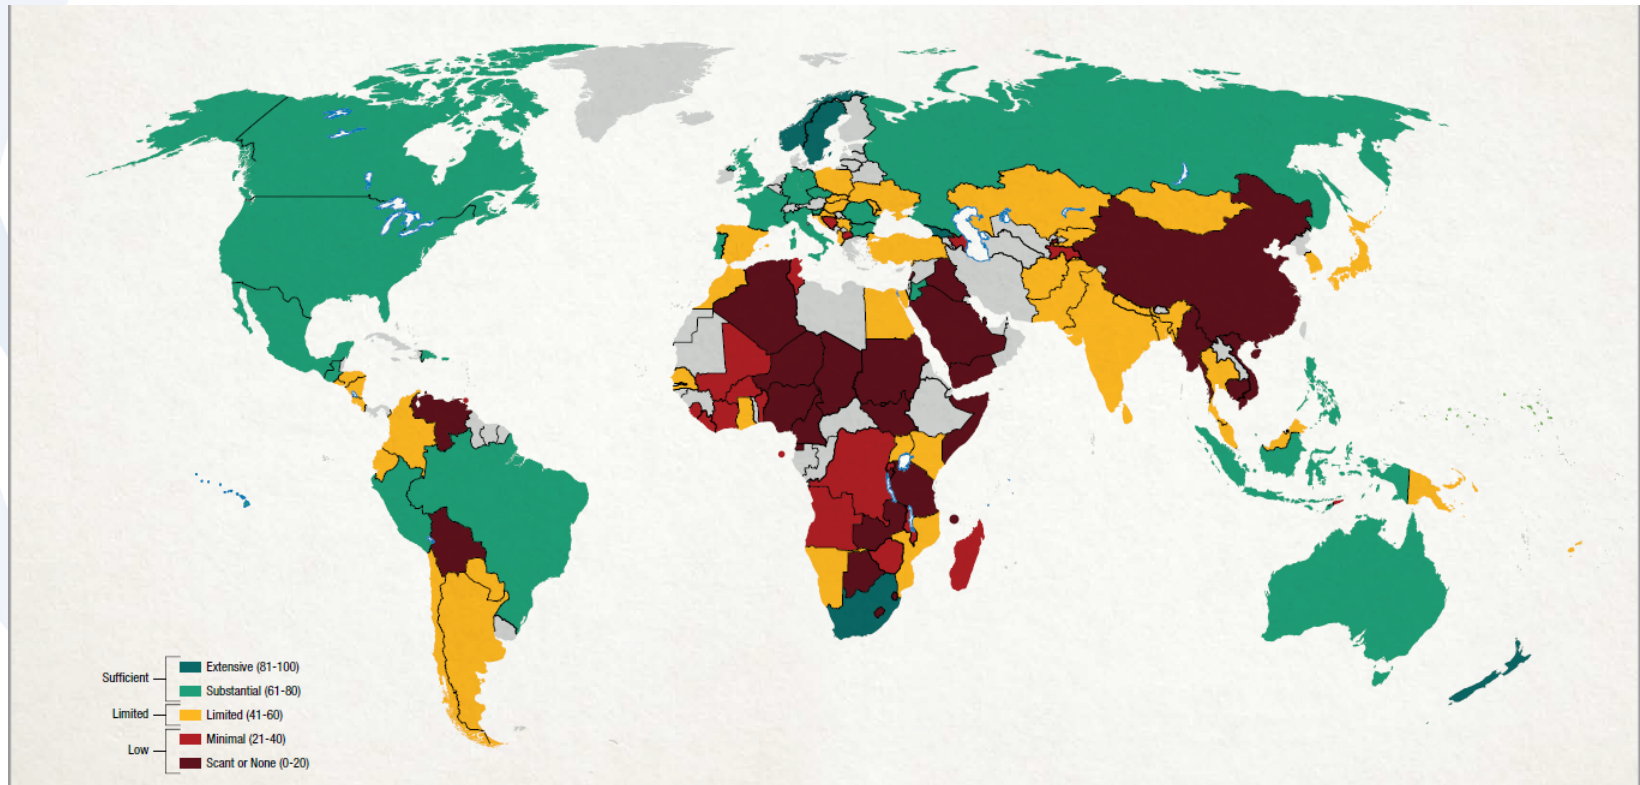 Sufficient
Extensive (81-100)
Substantial (61-80)
Limited
Limited (41-60)
Low
Minimal (21-40)
Scant or None (0-20)